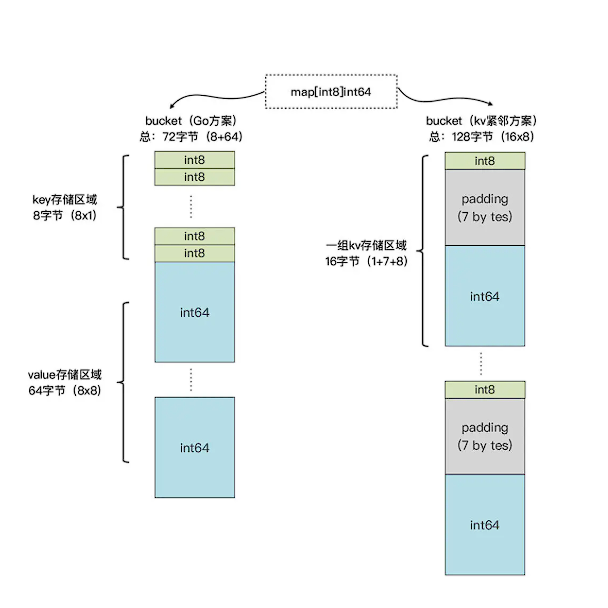 map[int8]int64
bucket（Go方案）
总：72字节（8+64）
int8
int8
key存储区域
8字节（8x1）
int8
int8
int64
value存储区域
64字节（8x8）
int64
bucket（kv紧邻方案）
总：128字节（16x8）
int8
padding
(7 by tes)
一组kv存储区域
16字节（1+7+8）
int64
int8
padding
(7 by tes)
int64